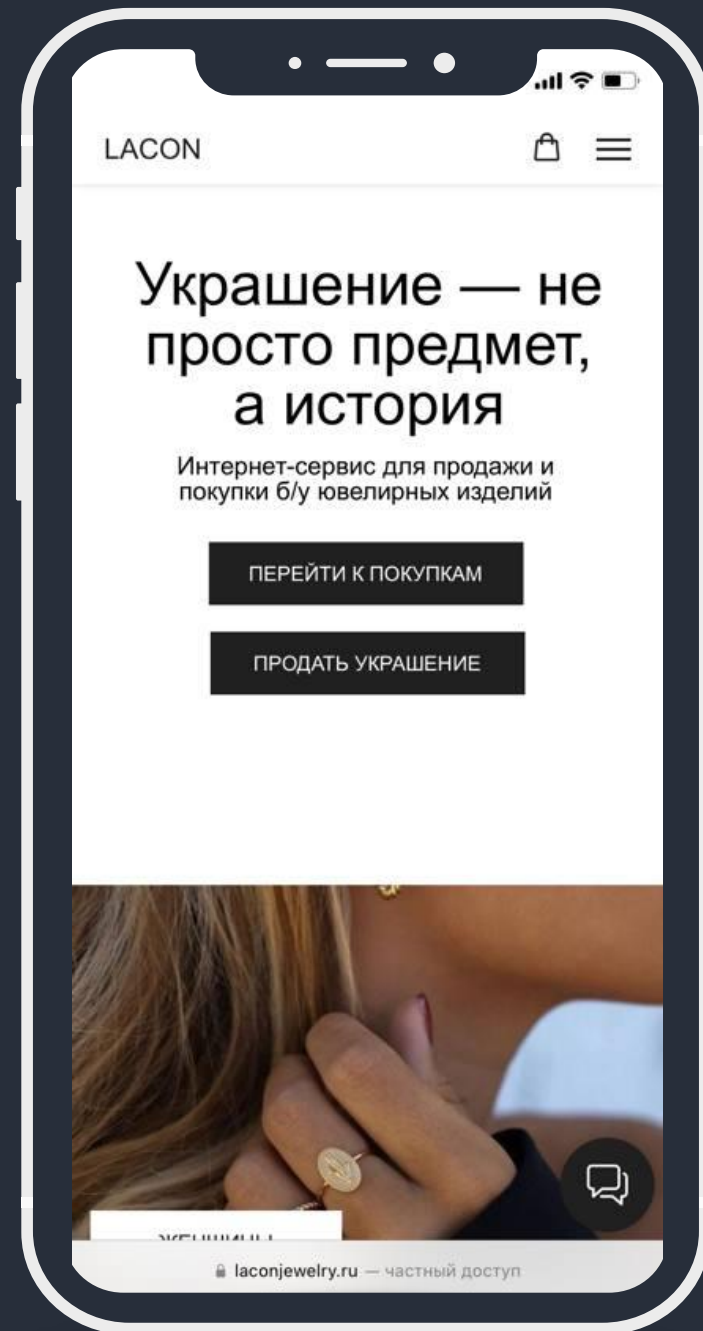 LACON
Украшение — не
просто предмет,
а история
Интернет-сервис для продажи и
покупки б/у ювелирных изделий
ПЕРЕЙТИ К ПОКУПКАМ
ПРОДАТЬ УКРАШЕНИЕ
ЖЕНЩИНЫ
laconjewelry.ru — частный доступ